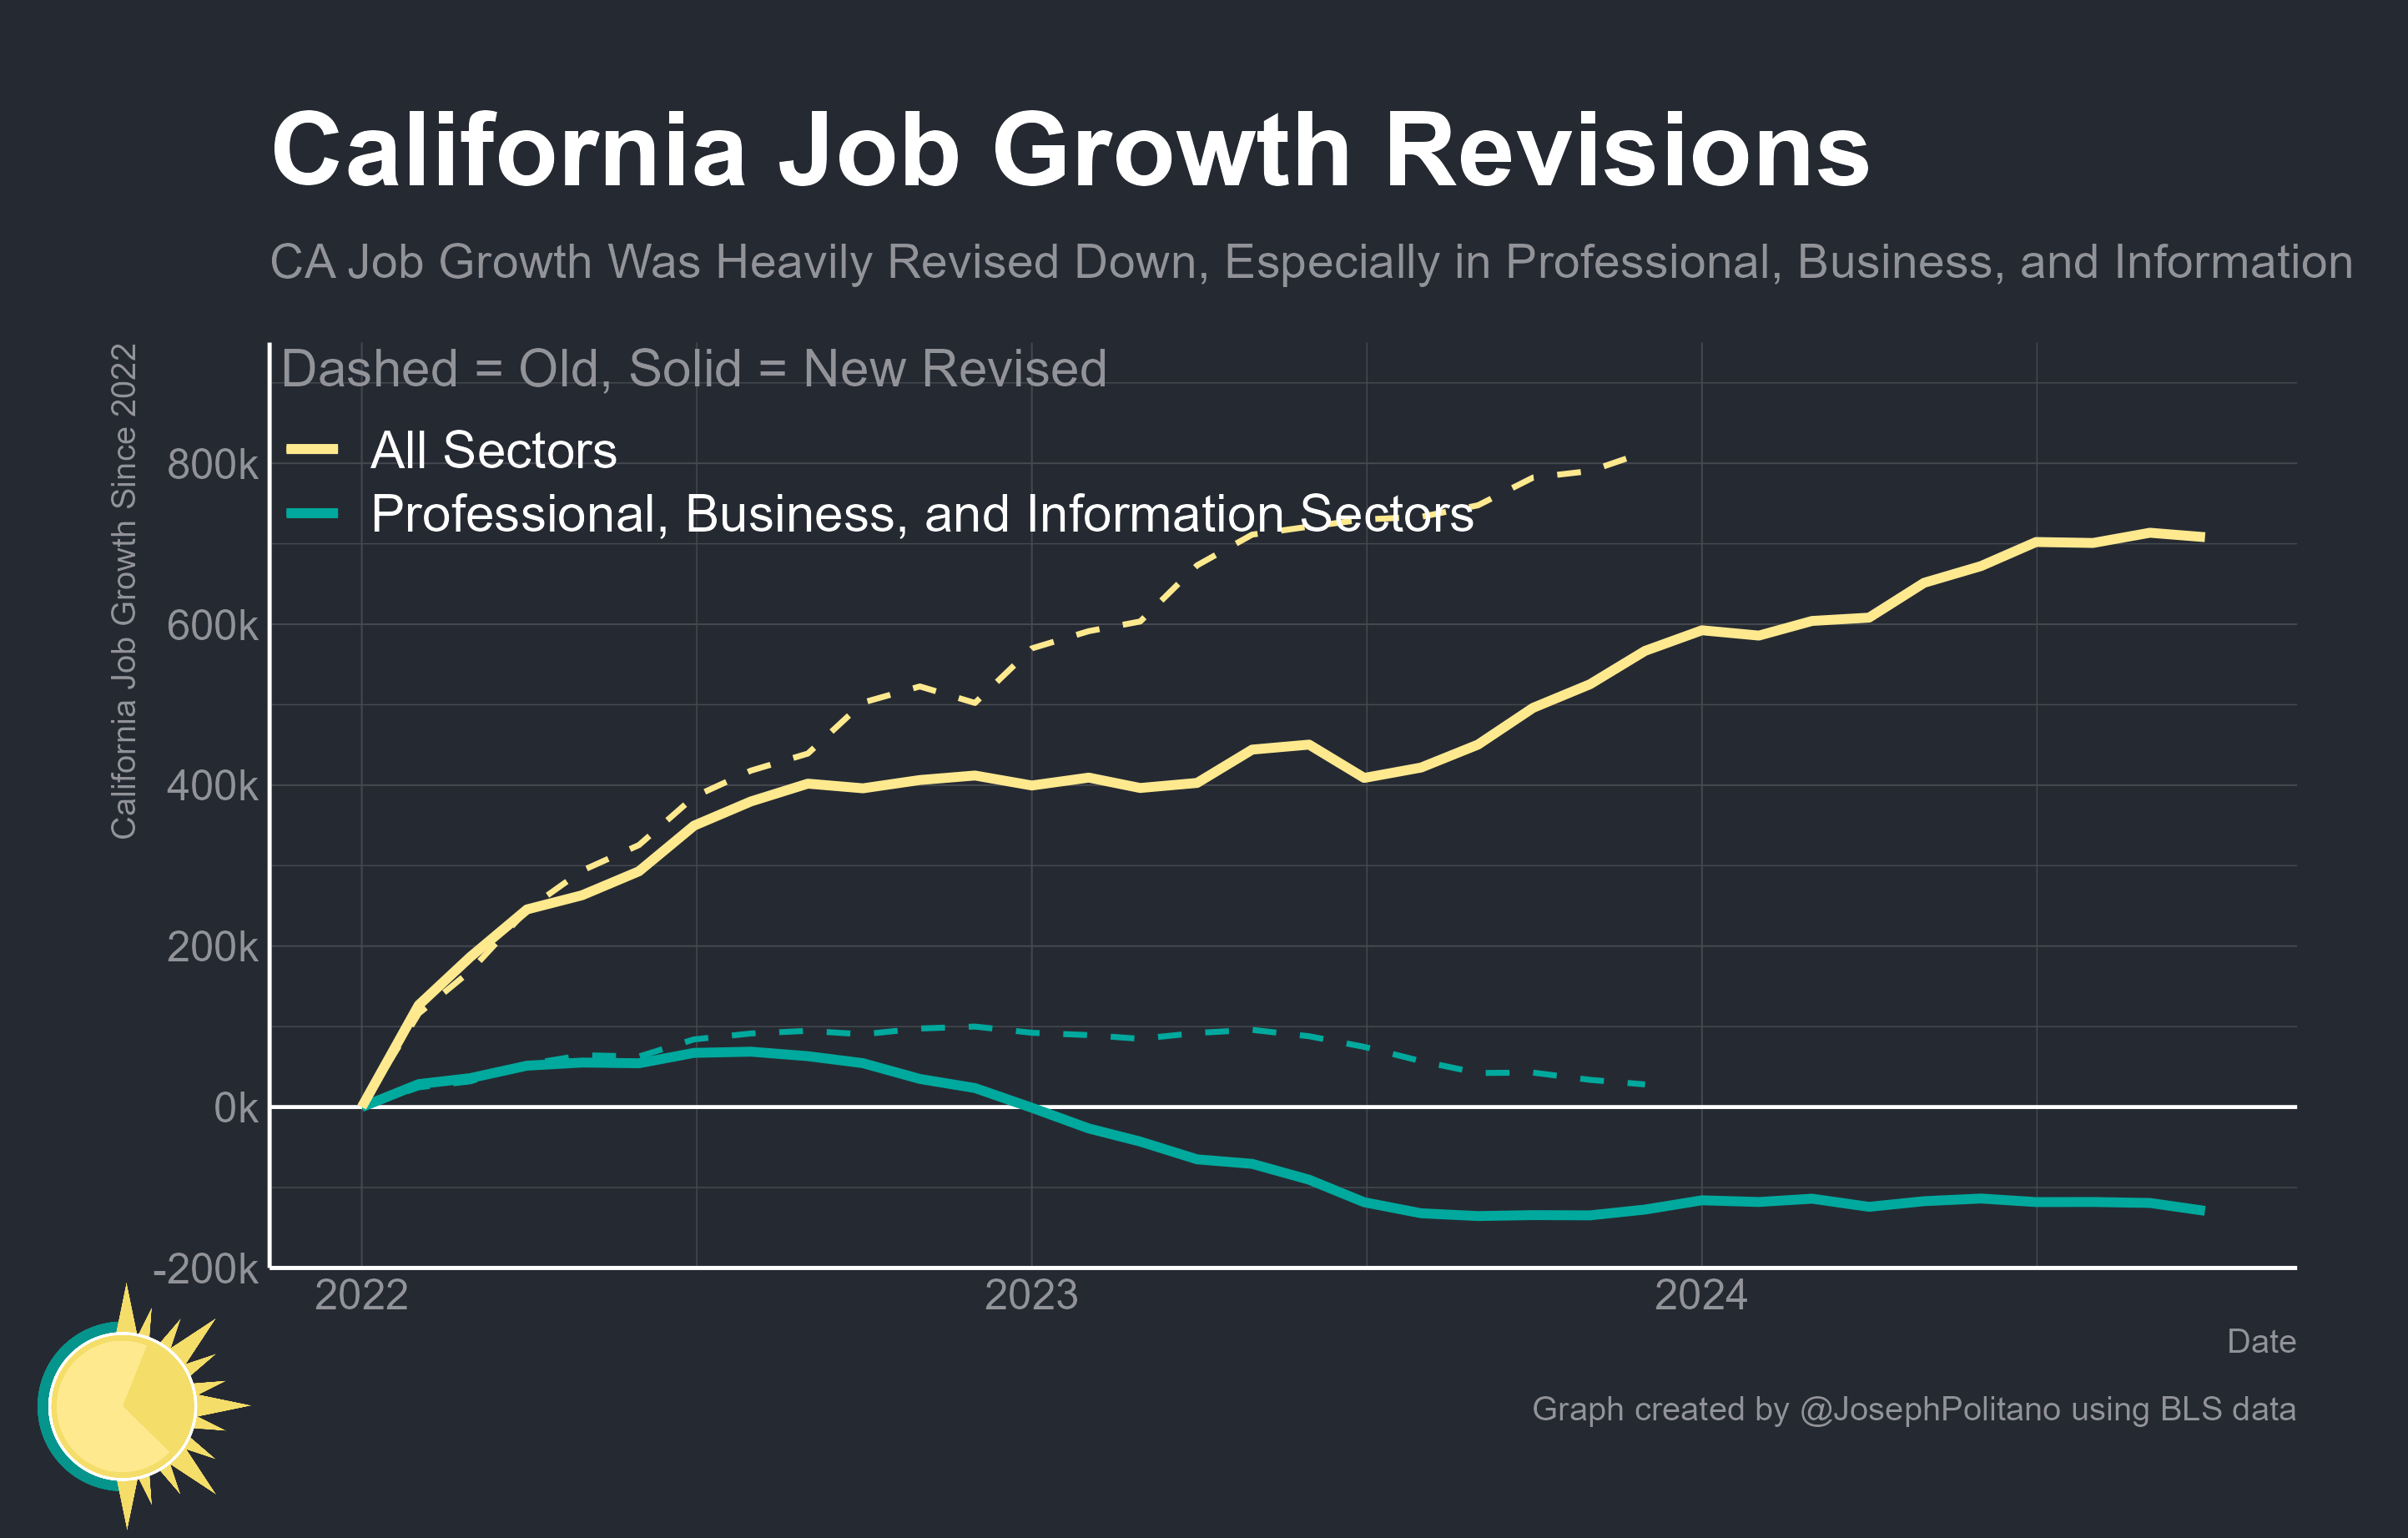 California Job Growth Revisions
CA Job Growth Was Heavily Revised Down, Especially in Professional, Business, and Information
California Job Growth Since 2022
Dashed = Old, Solid = New Revised
All Sectors
Professional, Business, and Information Sectors
800k
600k
400k
200k
0k
-200k
2022
2023
2024
Date
Graph created by @JosephPolitano using BLS data